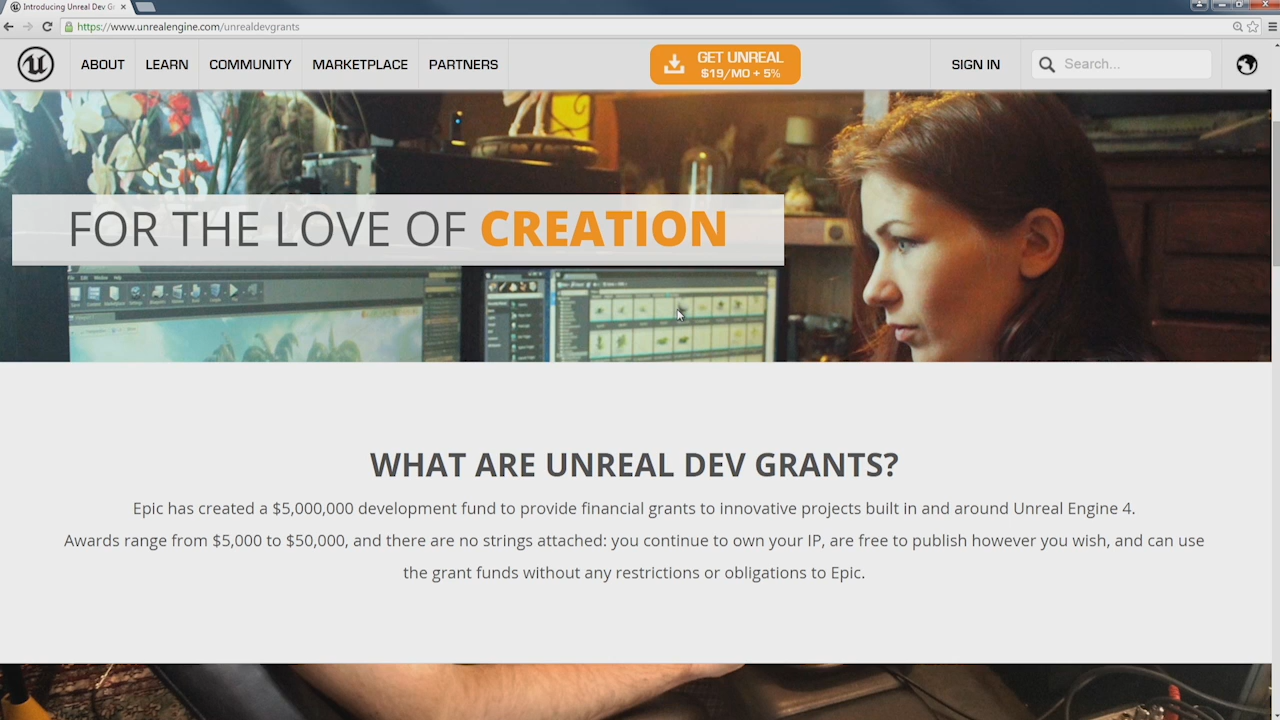 Introducing Unreal Dev Gr
https://www.unrealengine.com/unrealdevgrants
ABOUT
LEARN
COMMUNITY
MARKETPLACE
PARTNERS
GET UNREAL
$19/MO + 5%
SIGN IN
Search...
FOR THE LOVE OF CREATION
WHAT ARE UNREAL DEV GRANTS?
Epic has created a $5,000,000 development fund to provide financial grants to innovative projects built in and around Unreal Engine 4.
Awards range from $5,000 to $50,000, and there are no strings attached: you continue to own your IP, are free to publish however you wish, and can use
the grant funds without any restrictions or obligations to Epic.